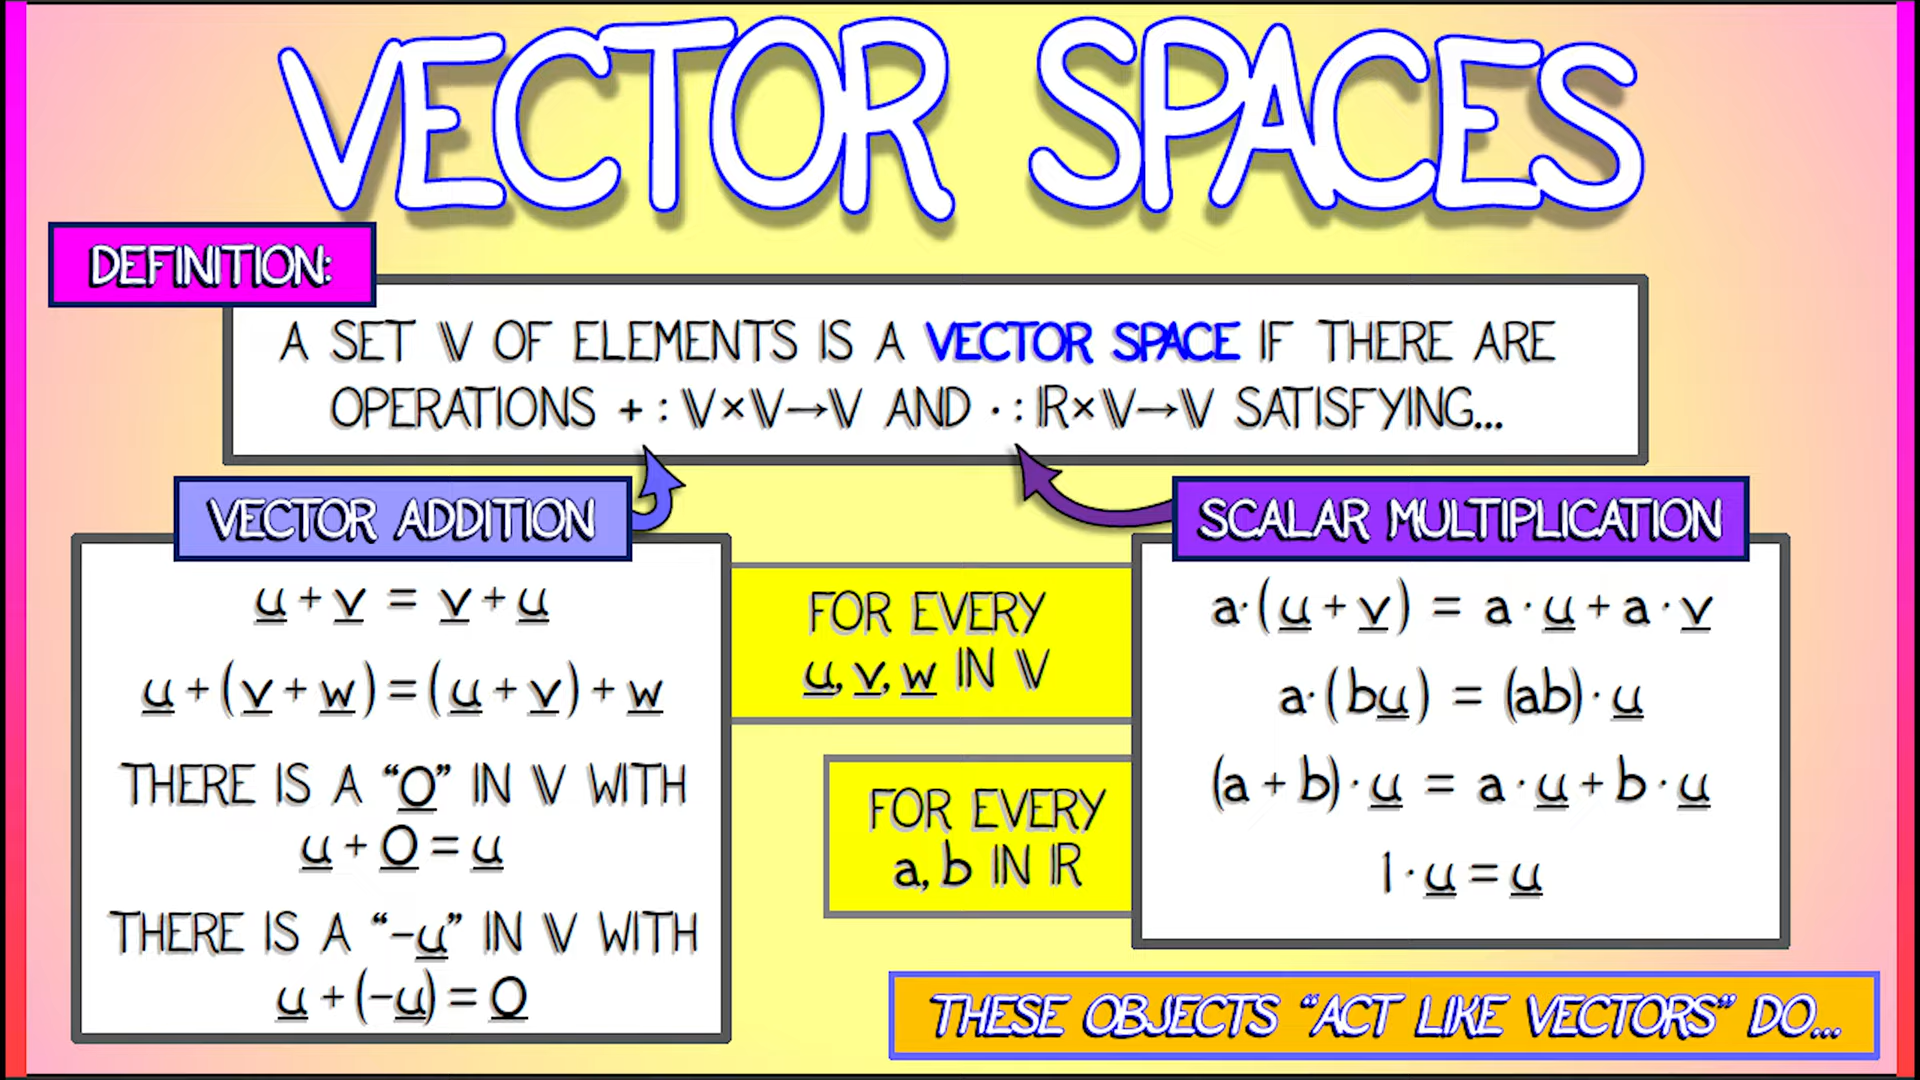 VECTOR SPACES
DEFINITION:
A SET 𝕍 OF ELEMENTS IS A VECTOR SPACE IF THERE ARE
OPERATIONS + : 𝕍×𝕍→𝕍 AND · : ℝ×𝕍→𝕍 SATISFYING...
VECTOR ADDITION
u + v = v + u
u + (v + w) = (u + v) + w
THERE IS A “0” IN 𝕍 WITH
u + 0 = u
THERE IS A “-u” IN 𝕍 WITH
u + (-u) = 0
FOR EVERY
u, v, w IN 𝕍
FOR EVERY
a, b IN ℝ
SCALAR MULTIPLICATION
a·(u + v) = a·u + a·v
a·(bu) = (ab)·u
(a + b)·u = a·u + b·u
1·u = u
THESE OBJECTS “ACT LIKE VECTORS” DO...